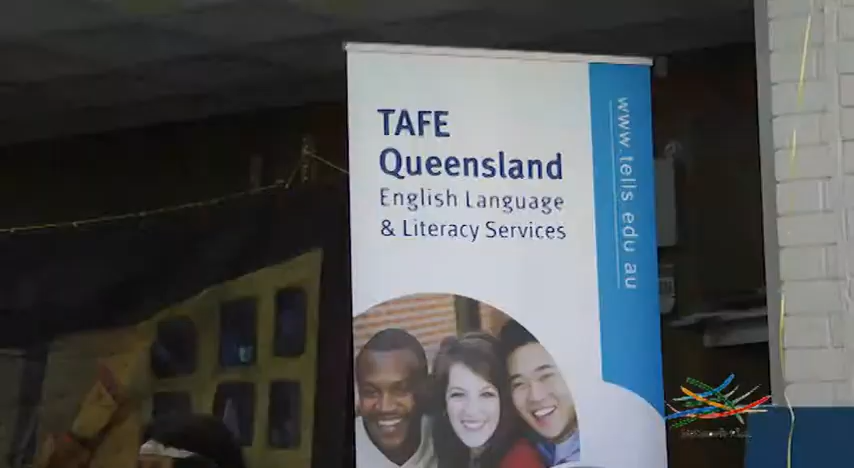 TAFE
Queensland
English Language
& Literacy Services
www.tells.edu.au